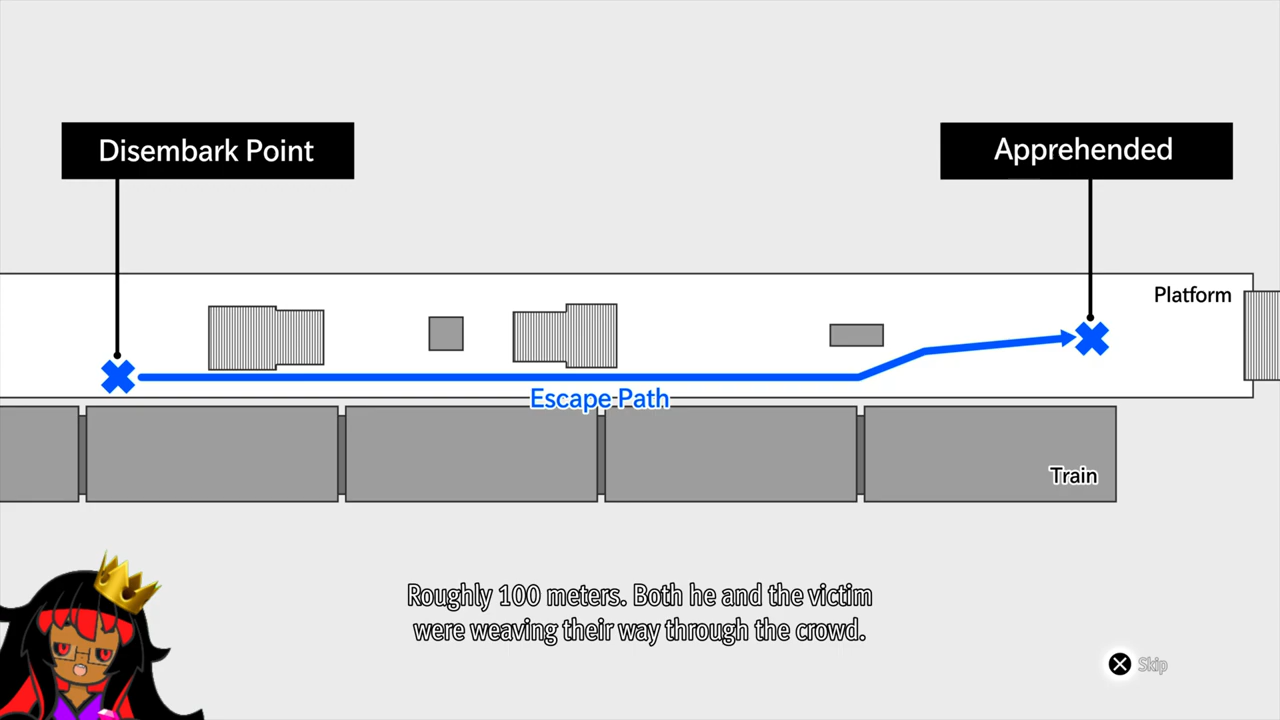 Disembark Point
Apprehended
Platform
Escape Path
Train
Roughly 100 meters. Both he and the victim
were weaving their way through the crowd.
Skip